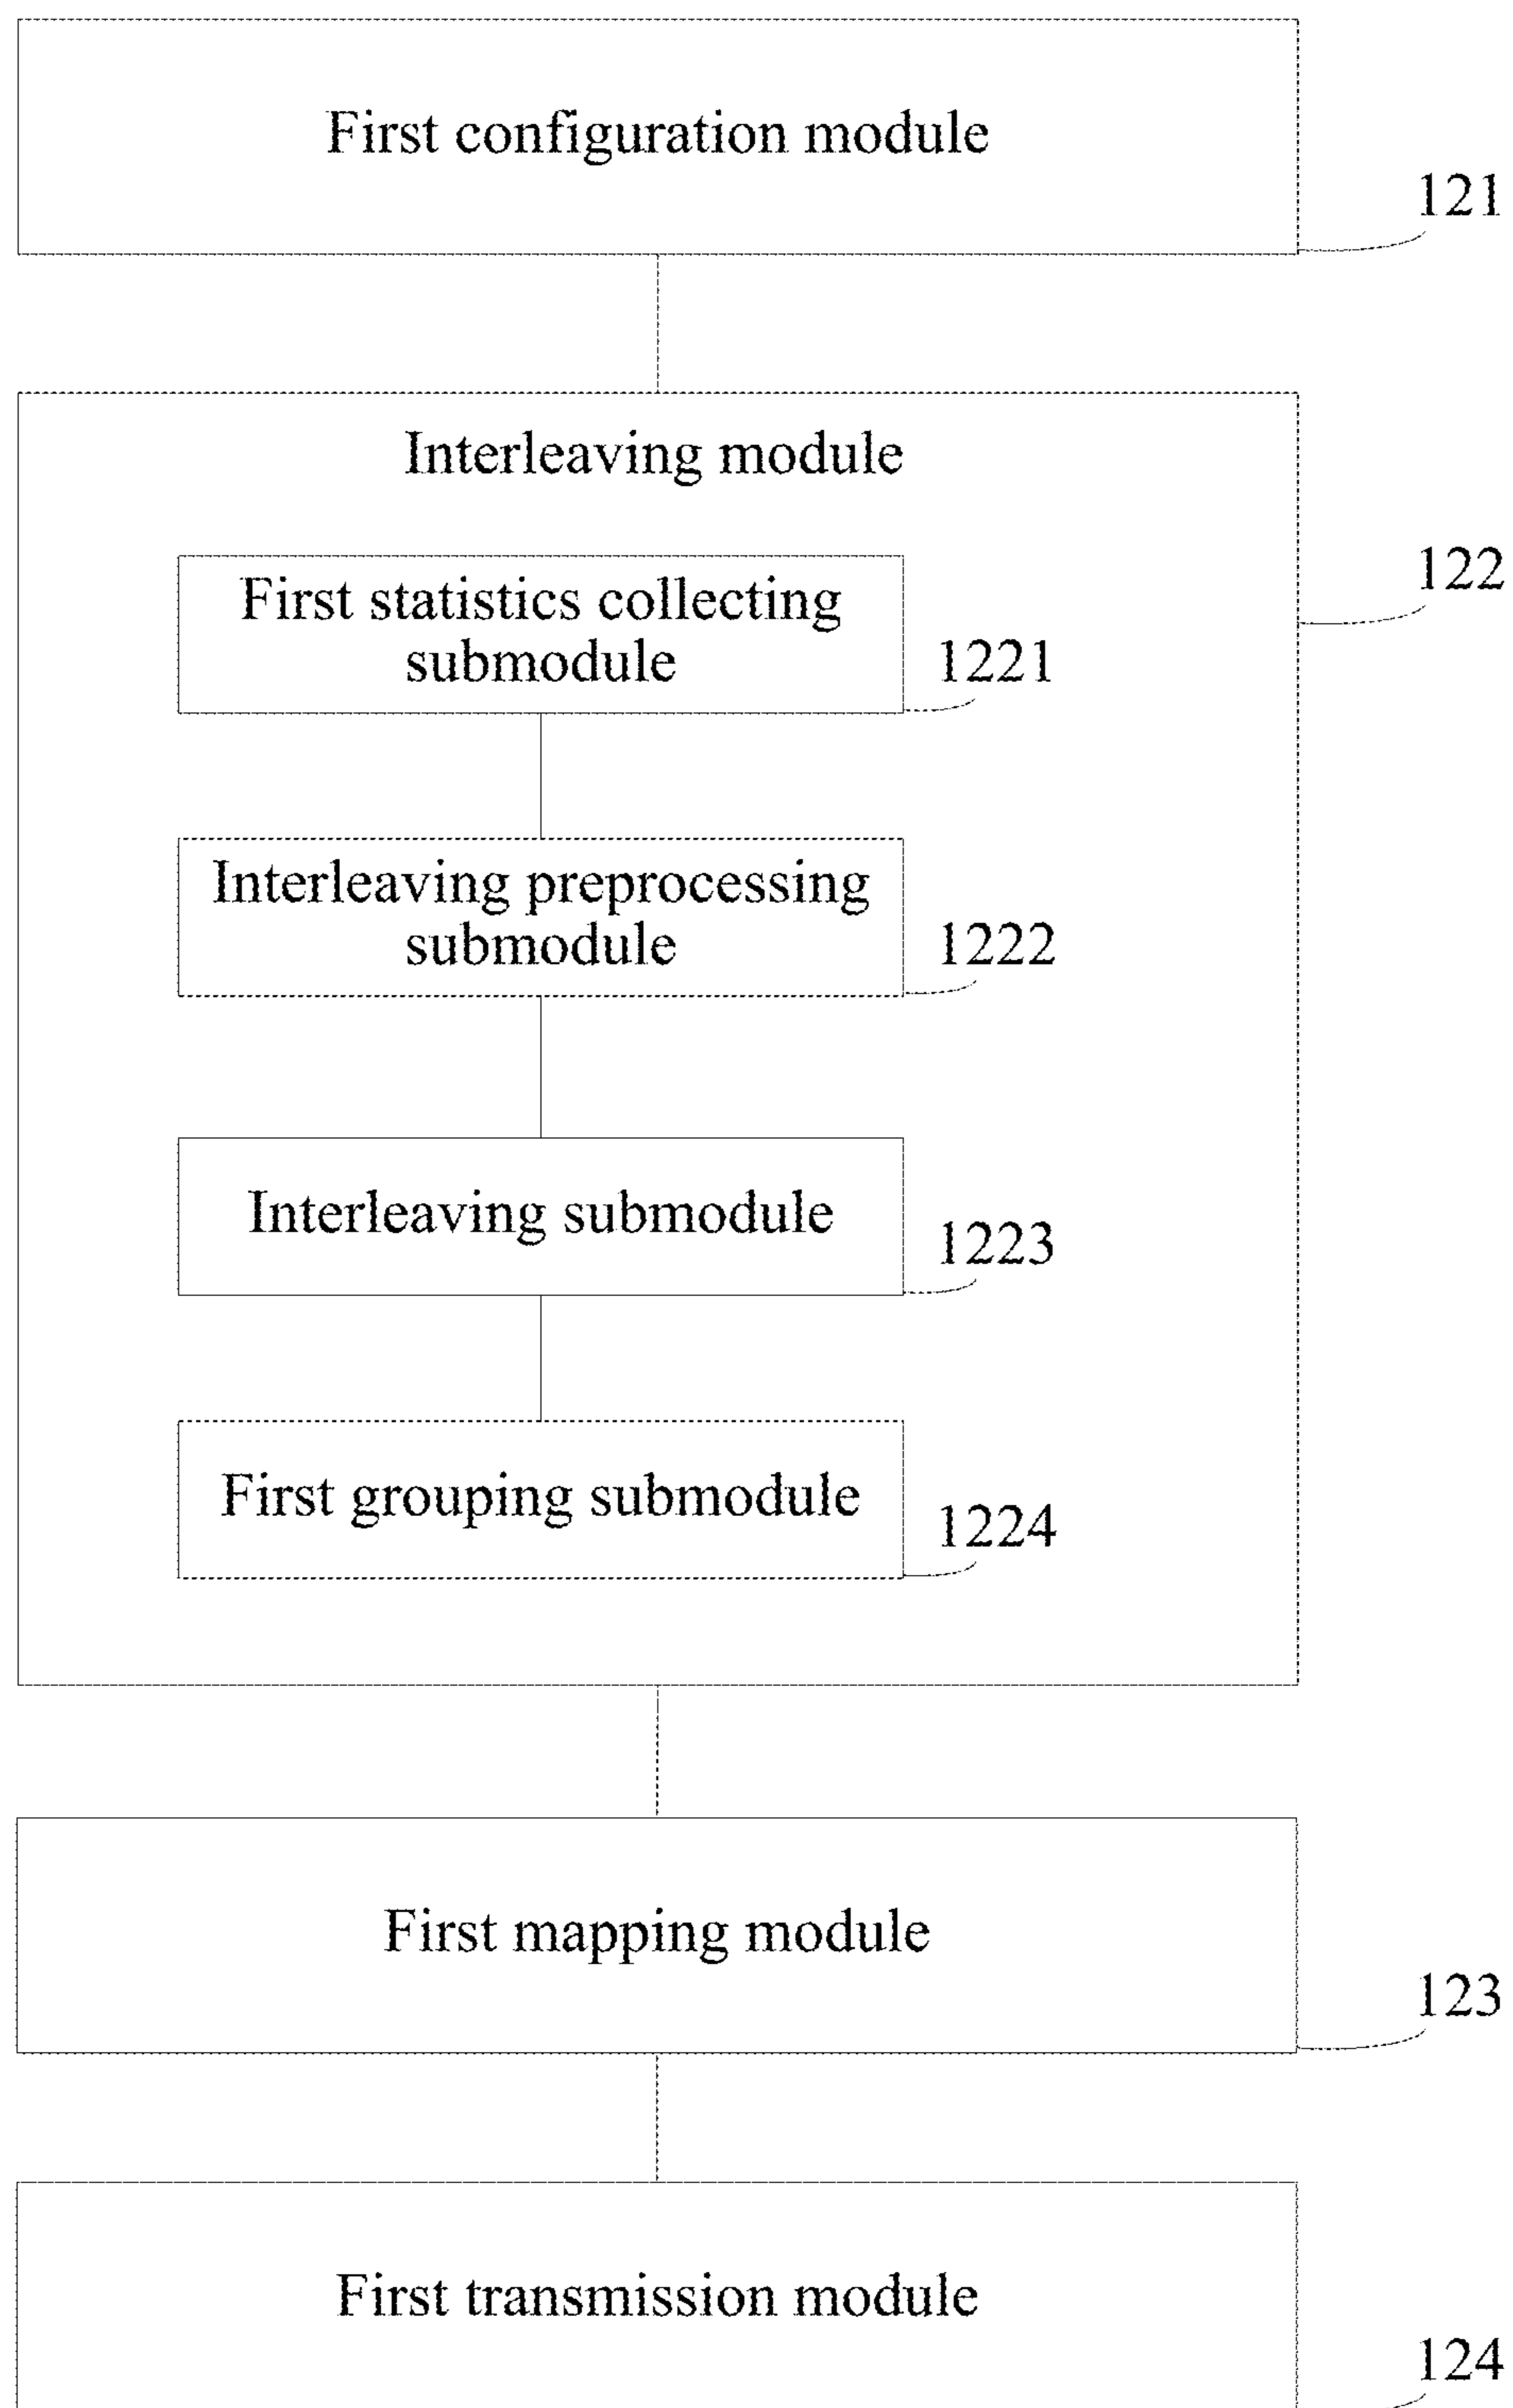 First configuration module
121
Interleaving module
122
First statistics collecting
submodule
1221
Interleaving preprocessing
submodule
1222
Interleaving submodule
1223
First grouping submodule
1224
First mapping module
123
First transmission module
124